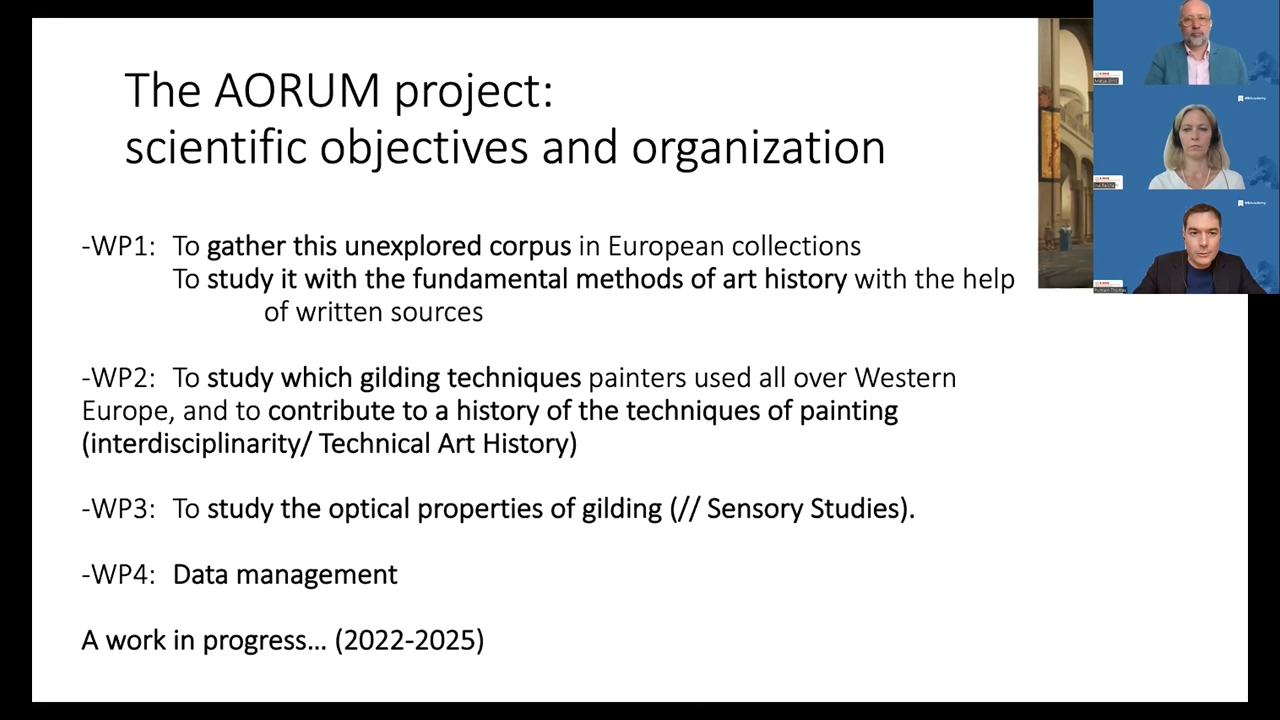 The AORUM project:
scientific objectives and organization
-WP1: To gather this unexplored corpus in European collections
To study it with the fundamental methods of art history with the help
of written sources
-WP2: To study which gilding techniques painters used all over Western
Europe, and to contribute to a history of the techniques of painting
(interdisciplinarity/ Technical Art History)
-WP3: To study the optical properties of gilding (// Sensory Studies).
-WP4: Data management
A work in progress... (2022-2025)